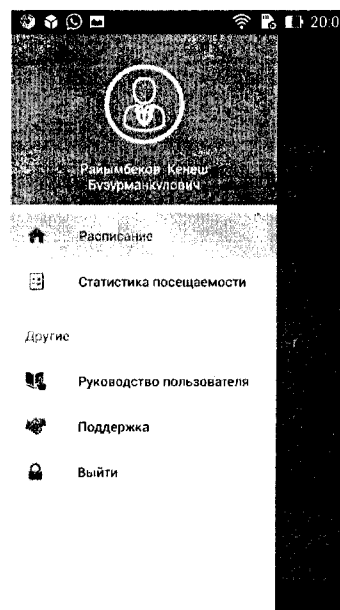 20:0
Райымбеков Кенеш
Бузурманкулович
Расписание
Статистика посещаемости
Другие
Руководство пользователя
Поддержка
Выйти